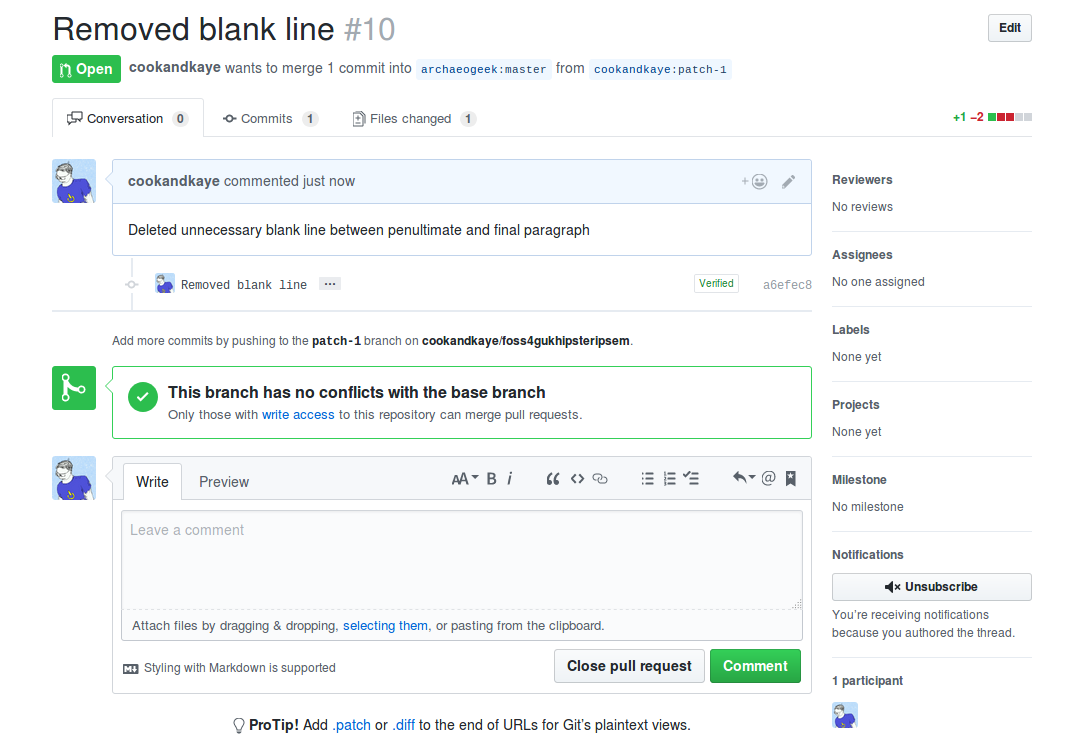 Removed blank line #10
Edit
Open cookandkaye wants to merge 1 commit into archaeogeek:master from cookandkaye:patch-1
Conversation 0 Commits 1 Files changed 1
+1 −2
cookandkaye commented just now
Deleted unnecessary blank line between penultimate and final paragraph
Removed blank line … Verified a6efec8
Add more commits by pushing to the patch-1 branch on cookandkaye/foss4gukhipsteripsem.
This branch has no conflicts with the base branch
Only those with write access to this repository can merge pull requests.
Write Preview
AA B i “ <> @
Leave a comment
Attach files by dragging & dropping, selecting them, or pasting from the clipboard.
Styling with Markdown is supported
Close pull request Comment
ProTip! Add .patch or .diff to the end of URLs for Git's plaintext views.
Reviewers
No reviews
Assignees
No one assigned
Labels
None yet
Projects
None yet
Milestone
No milestone
Notifications
Unsubscribe
You're receiving notifications
because you authored the thread.
1 participant